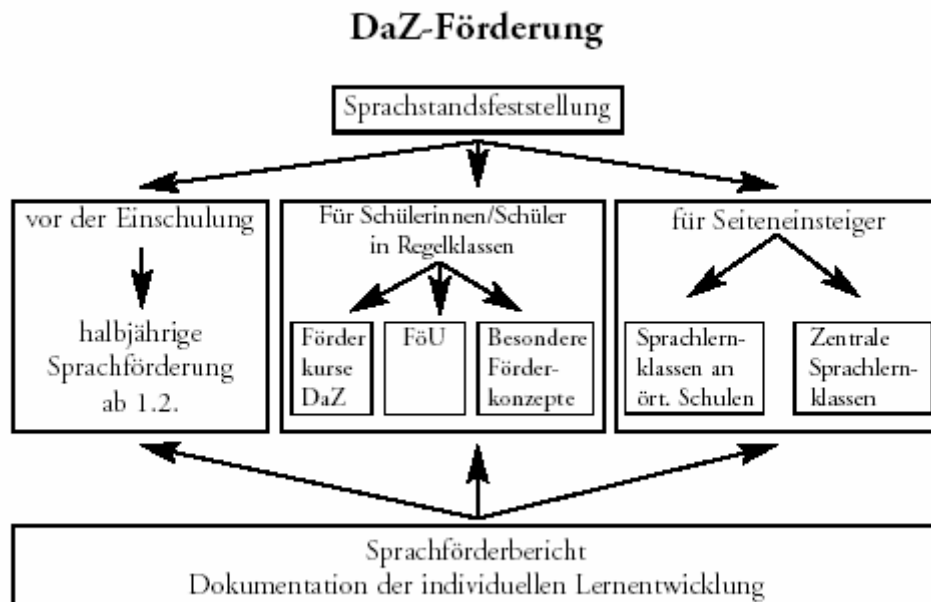 DaZ-Förderung
Sprachstandsfeststellung
vor der Einschulung
halbjährige
Sprachförderung
ab 1.2.
Für Schülerinnen/Schüler
in Regelklassen
Förder
kurse
DaZ
FöU
Besondere
Förder-
konzepte
für Seiteneinsteiger
Sprachlern-
klassen an
ört. Schulen
Zentrale
Sprachlern-
klassen
Sprachförderbericht
Dokumentation der individuellen Lernentwicklung